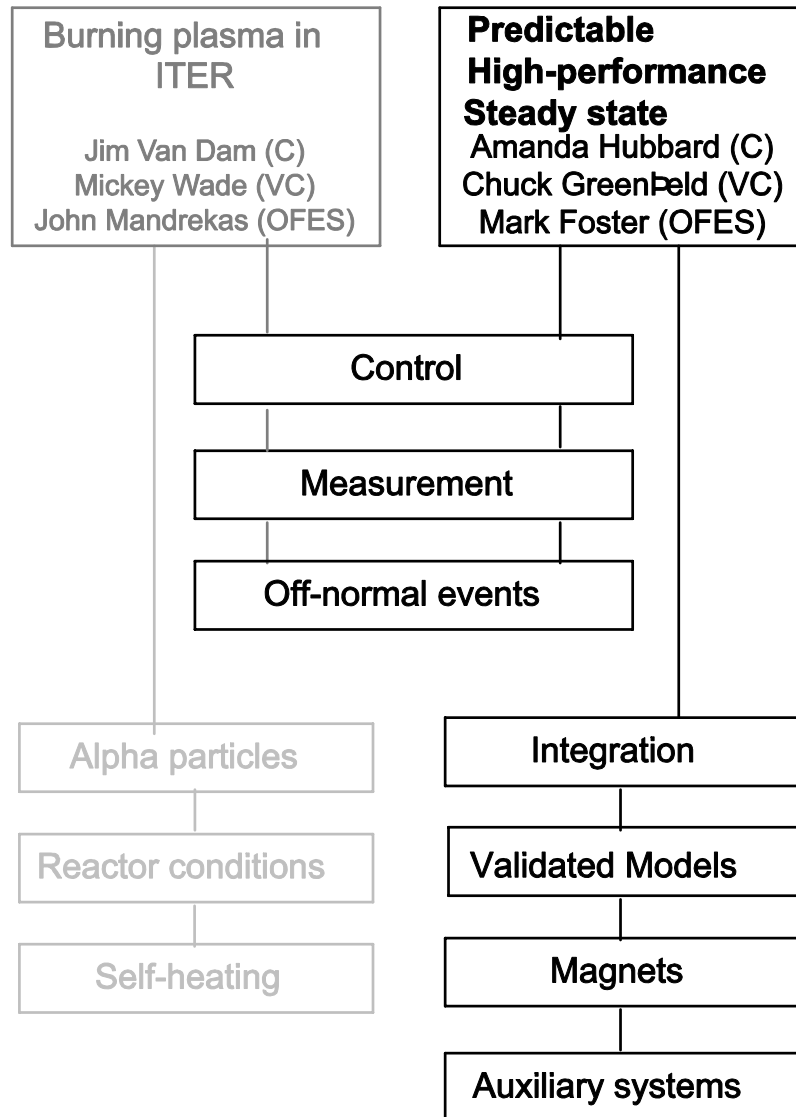 Burning plasma in
ITER
Jim Van Dam (C)
Mickey Wade (VC)
John Mandrekas (OFES)
Predictable
High-performance
Steady state
Amanda Hubbard (C)
Chuck GreenÞeld (VC)
Mark Foster (OFES)
Control
Measurement
Off-normal events
Alpha particles
Reactor conditions
Self-heating
Integration
Validated Models
Magnets
Auxiliary systems